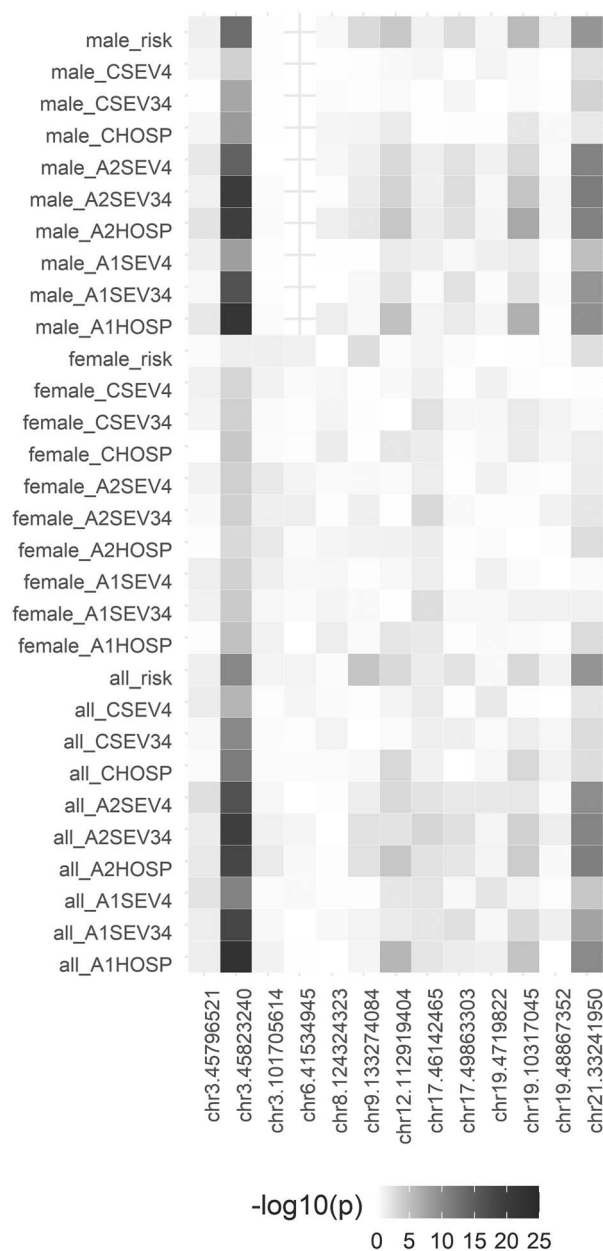 male_risk
male_CSEV4
male_CSEV34
male_CHOSP
male_A2SEV4
male_A2SEV34
male_A2HOSP
male_A1SEV4
male_A1SEV34
male_A1HOSP
female_risk
female_CSEV4
female_CSEV34
female_CHOSP
female_A2SEV4
female_A2SEV34
female_A2HOSP
female_A1SEV4
female_A1SEV34
female_A1HOSP
all_risk
all_CSEV4
all_CSEV34
all_CHOSP
all_A2SEV4
all_A2SEV34
all_A2HOSP
all_A1SEV4
all_A1SEV34
all_A1HOSP
chr3.45796521
chr3.45823240
chr3.101705614
chr6.41534945
chr8.124324323
chr9.133274084
chr12.112919404
chr17.46142465
chr17.49863303
chr19.4719822
chr19.10317045
chr19.48867352
chr21.33241950
-log10(p)
0 5 10 15 20 25